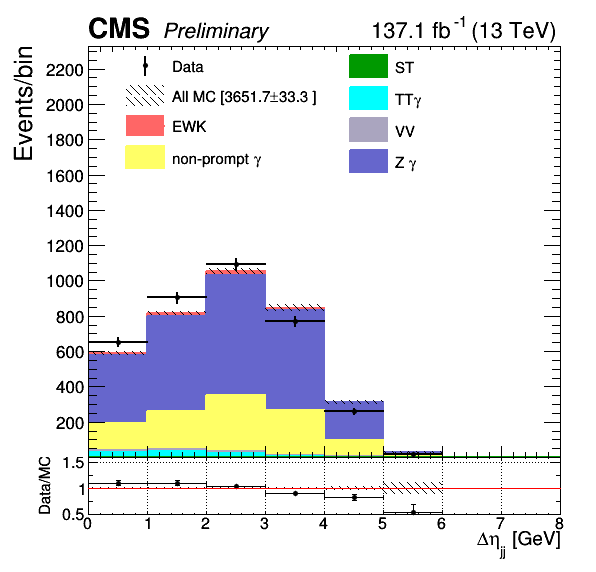 CMS Preliminary 137.1 fb⁻¹ (13 TeV)
Events/bin
2200
2000
1800
1600
1400
1200
1000
800
600
400
200
Data
All MC [3651.7±33.3 ]
EWK
non-prompt γ
ST
TTγ
VV
Z γ
Data/MC
1.5
1
0.5
0 1 2 3 4 5 6 7 8
Δη_jj [GeV]